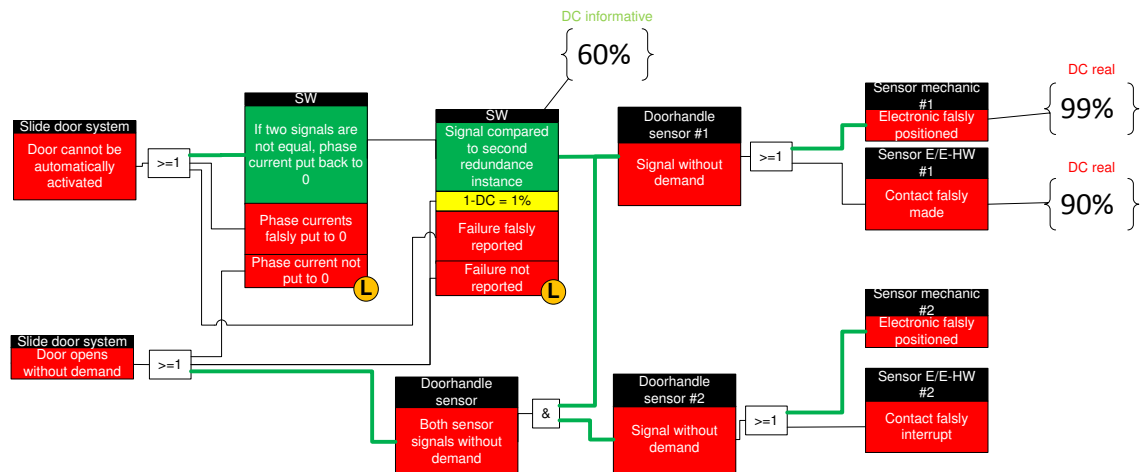 DC informative
60%
SW
If two signals are
not equal, phase
current put back to
0
Phase currents
falsly put to 0
Phase current not
put to 0
L
SW
Signal compared
to second
redundance
instance
1-DC = 1%
Failure falsly
reported
Failure not
reported
L
Slide door system
Door cannot be
automatically
activated
>=1
Doorhandle
sensor #1
Signal without
demand
>=1
Sensor mechanic
#1
Electronic falsly
positioned
Sensor E/E-HW
#1
Contact falsly
made
DC real
99%
DC real
90%
Slide door system
Door opens
without demand
>=1
Doorhandle
sensor
Both sensor
signals without
demand
&
Doorhandle
sensor #2
Signal without
demand
>=1
Sensor mechanic
#2
Electronic falsly
positioned
Sensor E/E-HW
#2
Contact falsly
interrupt